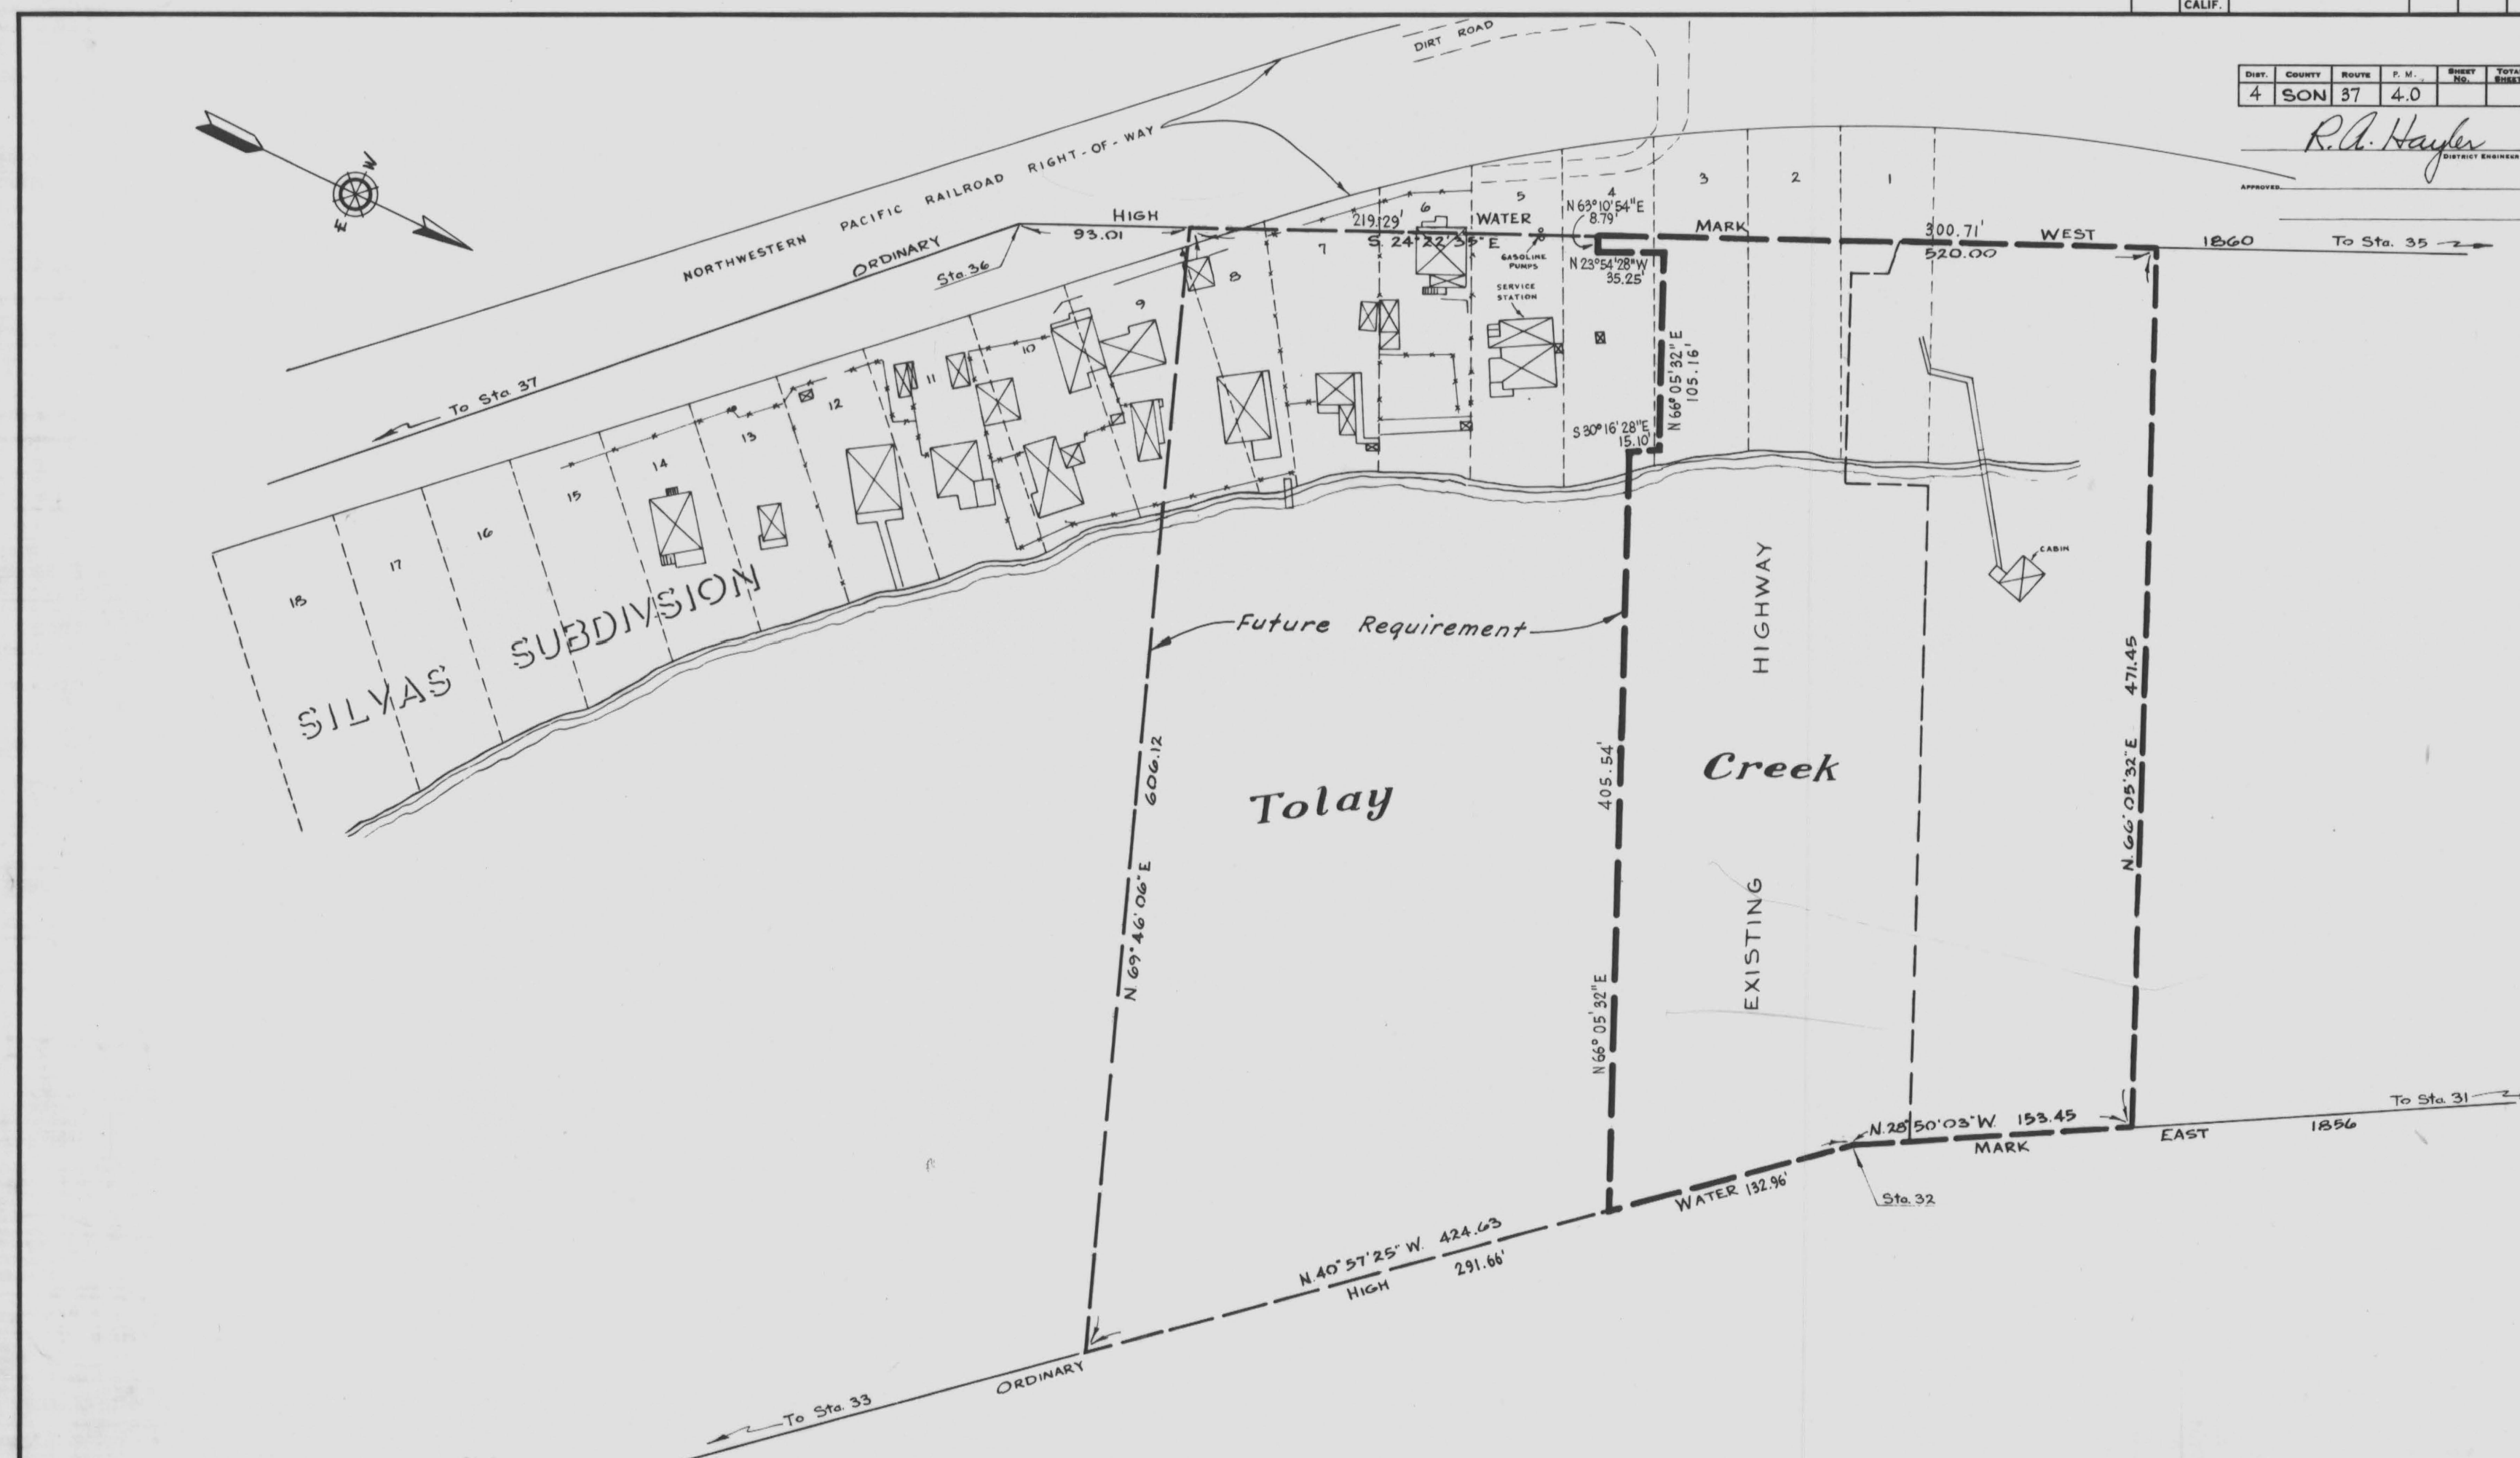 CALIF.
DIST. COUNTY ROUTE P. M. SHEET No. TOTAL SHEETS
4 SON 37 4.0
R. A. Hayler
DISTRICT ENGINEER
APPROVED
DIRT ROAD
NORTHWESTERN PACIFIC RAILROAD RIGHT-OF-WAY
W
E
ORDINARY
HIGH
93.01
Sta. 36
To Sta. 37
219.29'
WATER
S. 24°22'35" E
N 63°10'54"E
8.79'
MARK
300.71'
520.00
WEST
1860
To Sta. 35
N 23°54'28"W
35.25'
GASOLINE
PUMPS
SERVICE
STATION
N 66° 05'32" E
105.16'
S 30°16'28"E
15.10'
1
2
3
4
5
6
7
8
9
10
11
12
13
14
15
16
17
18
SILVAS SUBDIVISION
CABIN
Future Requirement
HIGHWAY
EXISTING
Tolay Creek
N. 69°46'06" E 606.12
405.54'
N 66° 05'32" E
N. 66°05'32" E 471.45
N. 28°50'03" W. 153.45
MARK
EAST
1856
To Sta. 31
Sta. 32
WATER 132.96'
N. 40°57'25" W. 424.63
291.66'
HIGH
ORDINARY
To Sta. 33